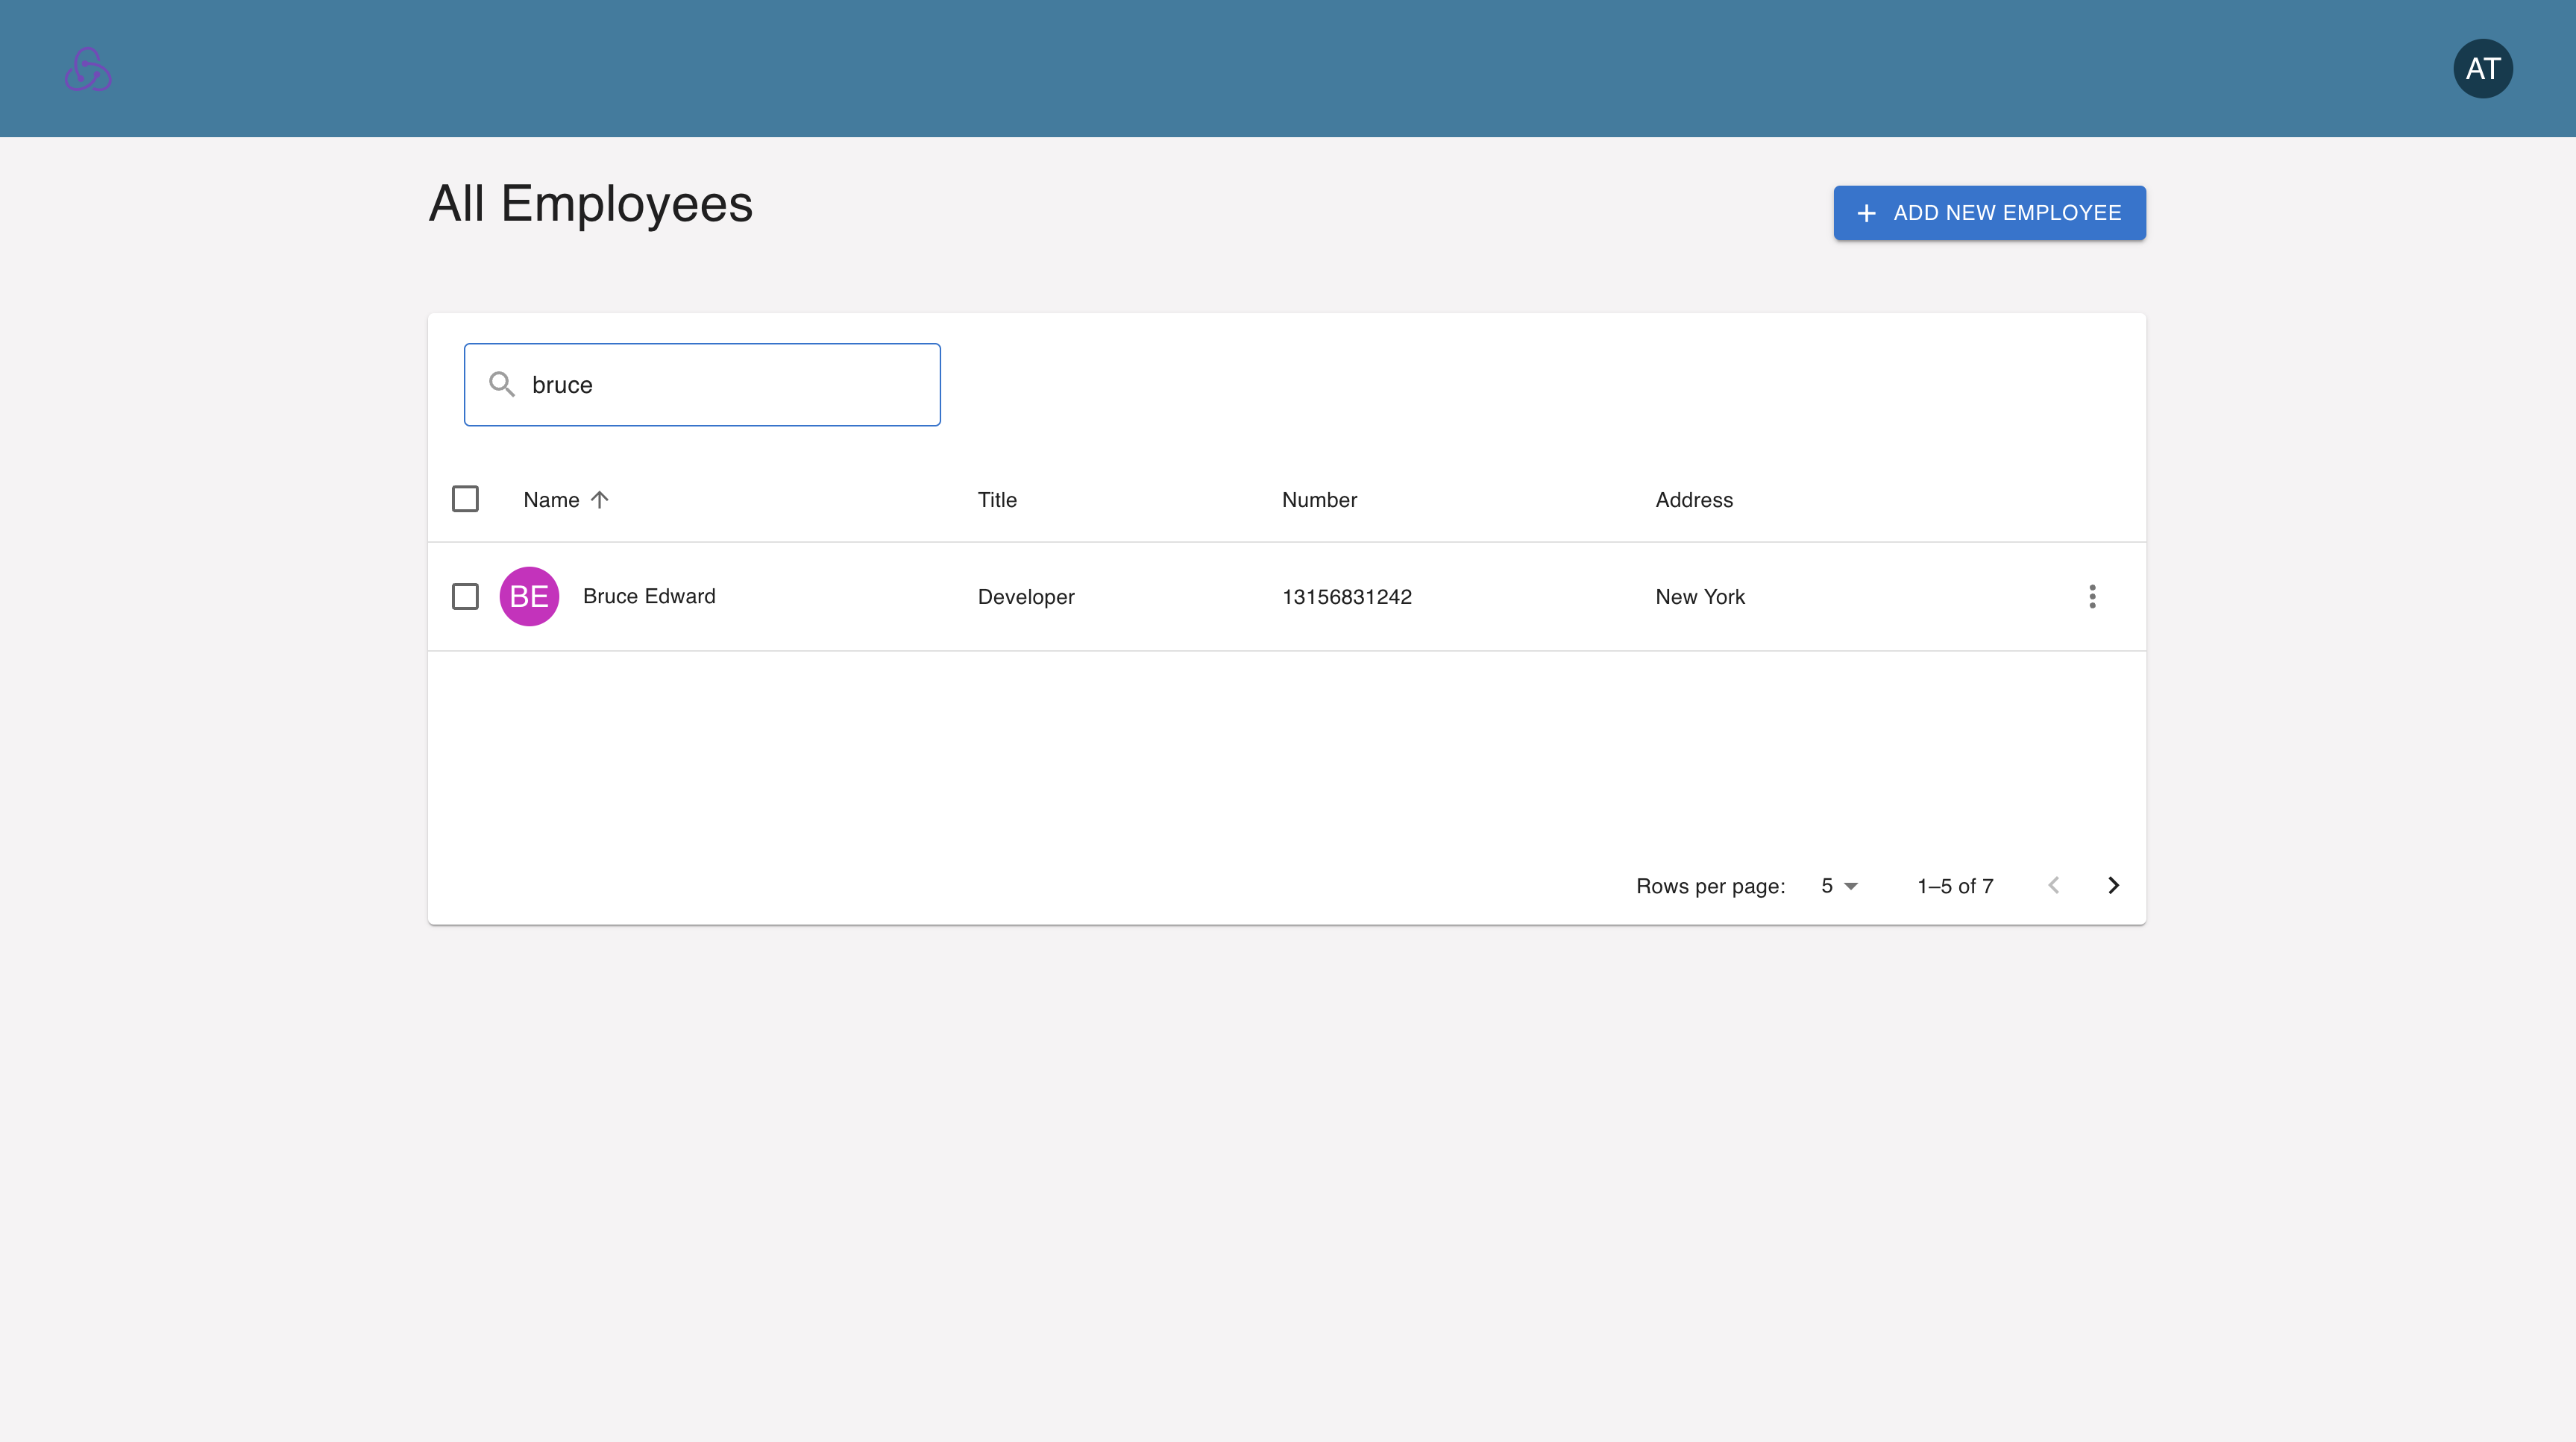 AT
All Employees
ADD NEW EMPLOYEE
bruce
Name Title Number Address
BE Bruce Edward Developer 13156831242 New York
Rows per page: 5 1–5 of 7